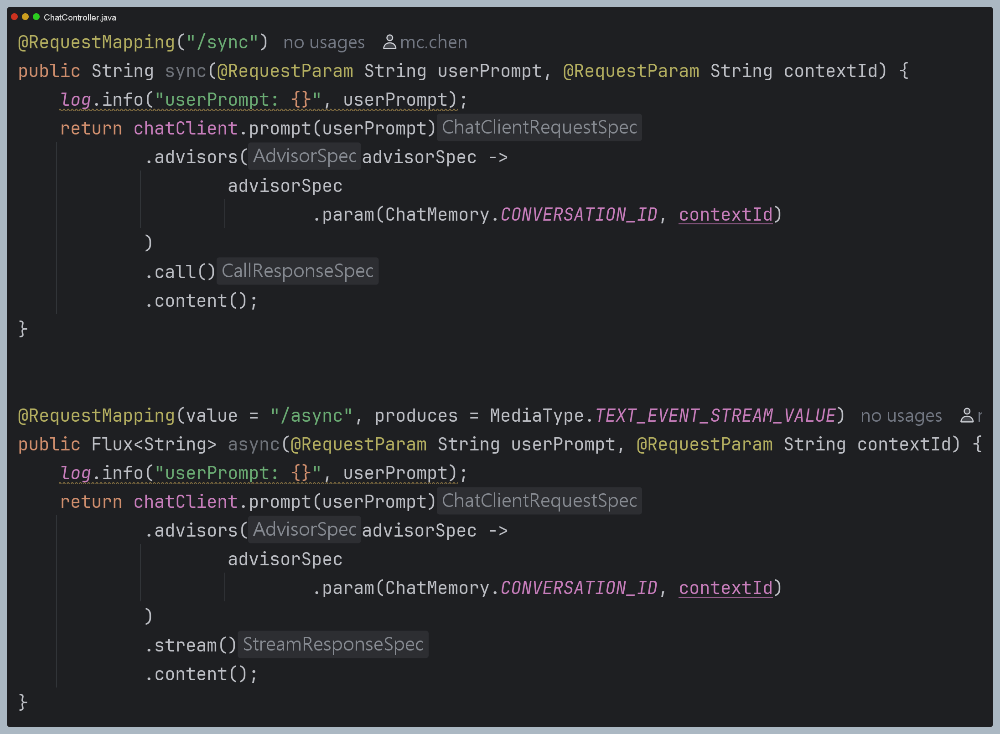 ChatController.java
@RequestMapping("/sync") no usages mc.chen
public String sync(@RequestParam String userPrompt, @RequestParam String contextId) {
    log.info("userPrompt: {}", userPrompt);
    return chatClient.prompt(userPrompt) ChatClientRequestSpec
            .advisors( AdvisorSpec advisorSpec ->
                    advisorSpec
                            .param(ChatMemory.CONVERSATION_ID, contextId)
            )
            .call() CallResponseSpec
            .content();
}
@RequestMapping(value = "/async", produces = MediaType.TEXT_EVENT_STREAM_VALUE) no usages
public Flux<String> async(@RequestParam String userPrompt, @RequestParam String contextId) {
    log.info("userPrompt: {}", userPrompt);
    return chatClient.prompt(userPrompt) ChatClientRequestSpec
            .advisors( AdvisorSpec advisorSpec ->
                    advisorSpec
                            .param(ChatMemory.CONVERSATION_ID, contextId)
            )
            .stream() StreamResponseSpec
            .content();
}